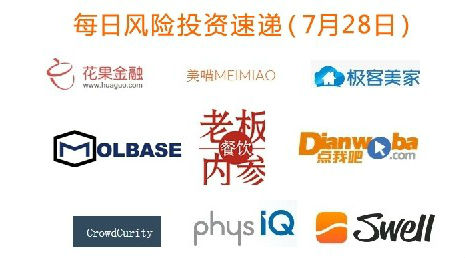 每日风险投资速递(7月28日)
花果金融
www.huaguo.com
美喵MEIMIAO
极客美家
MOLBASE
老板
餐饮
内参
Dianwoba
点我吧.com
CrowdCurity
physIQ
Swell